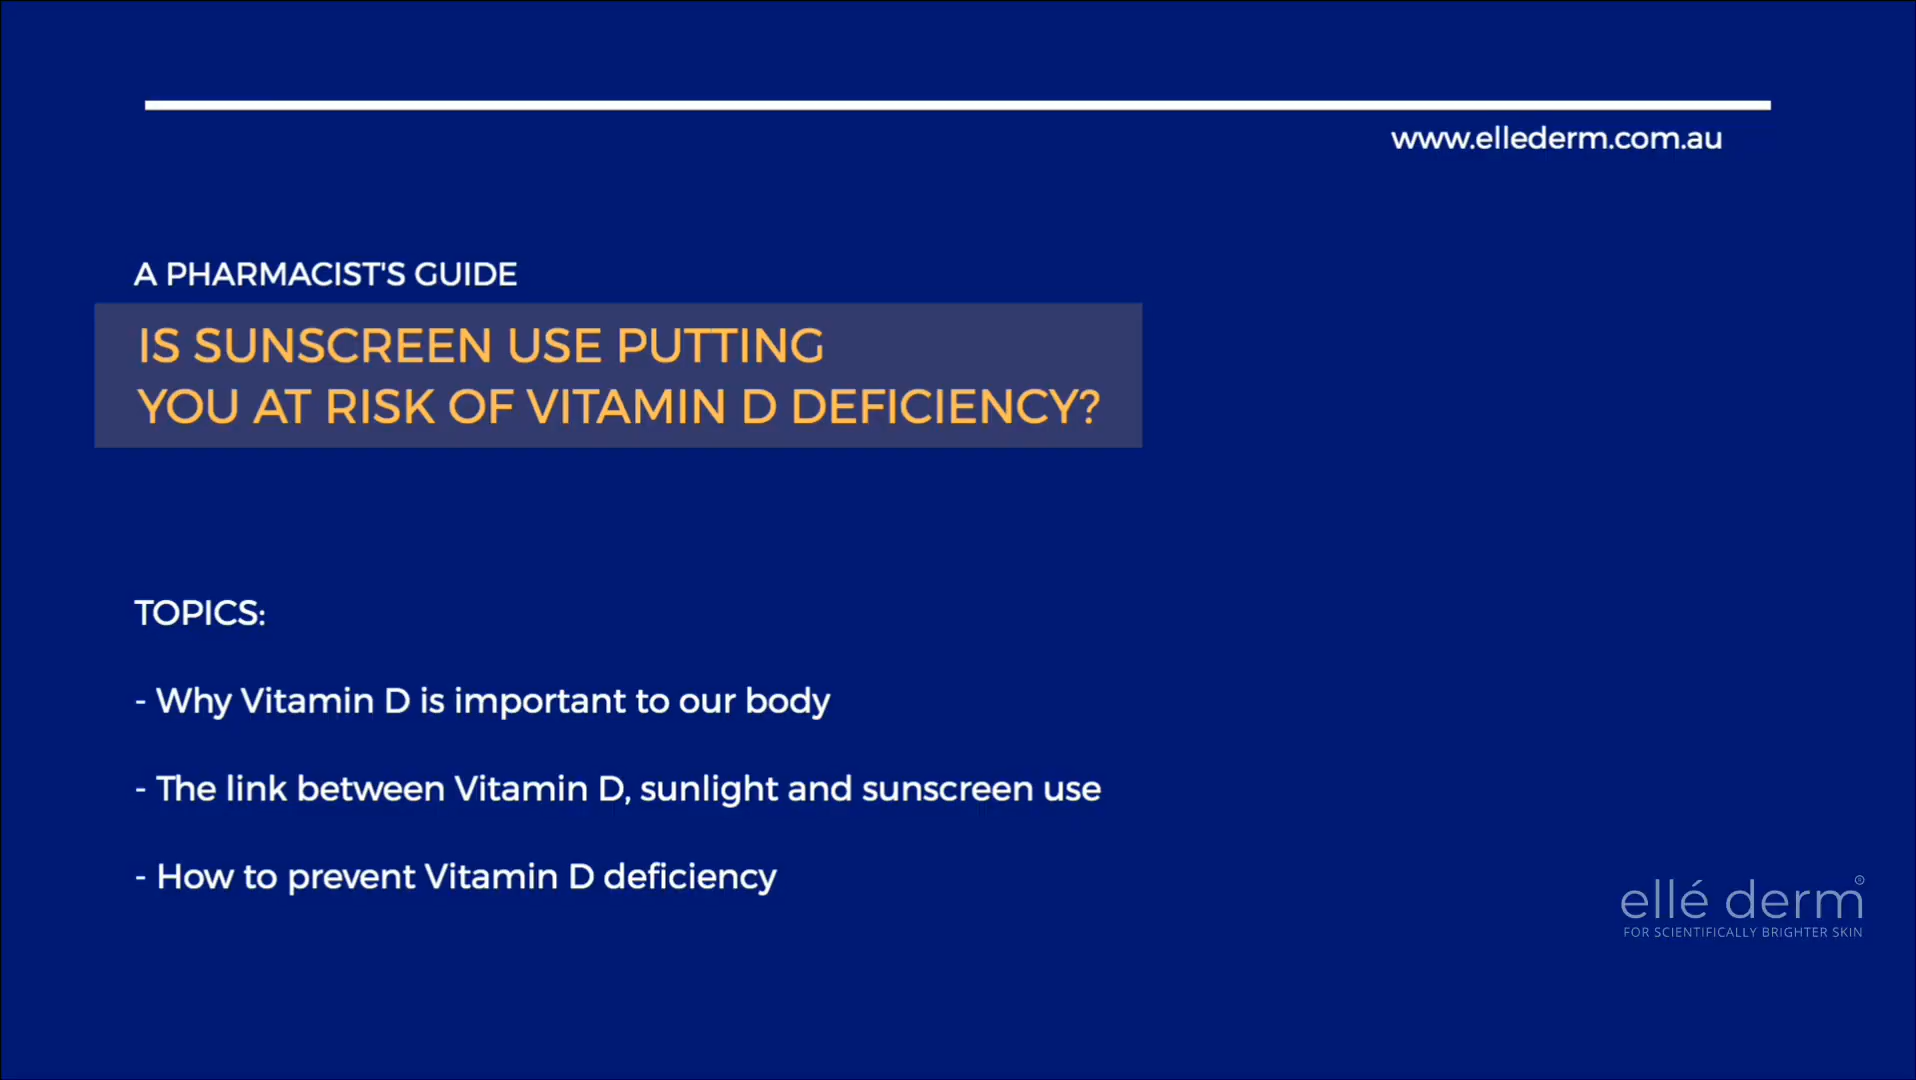 www.ellederm.com.au
A PHARMACIST'S GUIDE
IS SUNSCREEN USE PUTTING
YOU AT RISK OF VITAMIN D DEFICIENCY?
TOPICS:
- Why Vitamin D is important to our body
- The link between Vitamin D, sunlight and sunscreen use
- How to prevent Vitamin D deficiency
ellé derm®
FOR SCIENTIFICALLY BRIGHTER SKIN